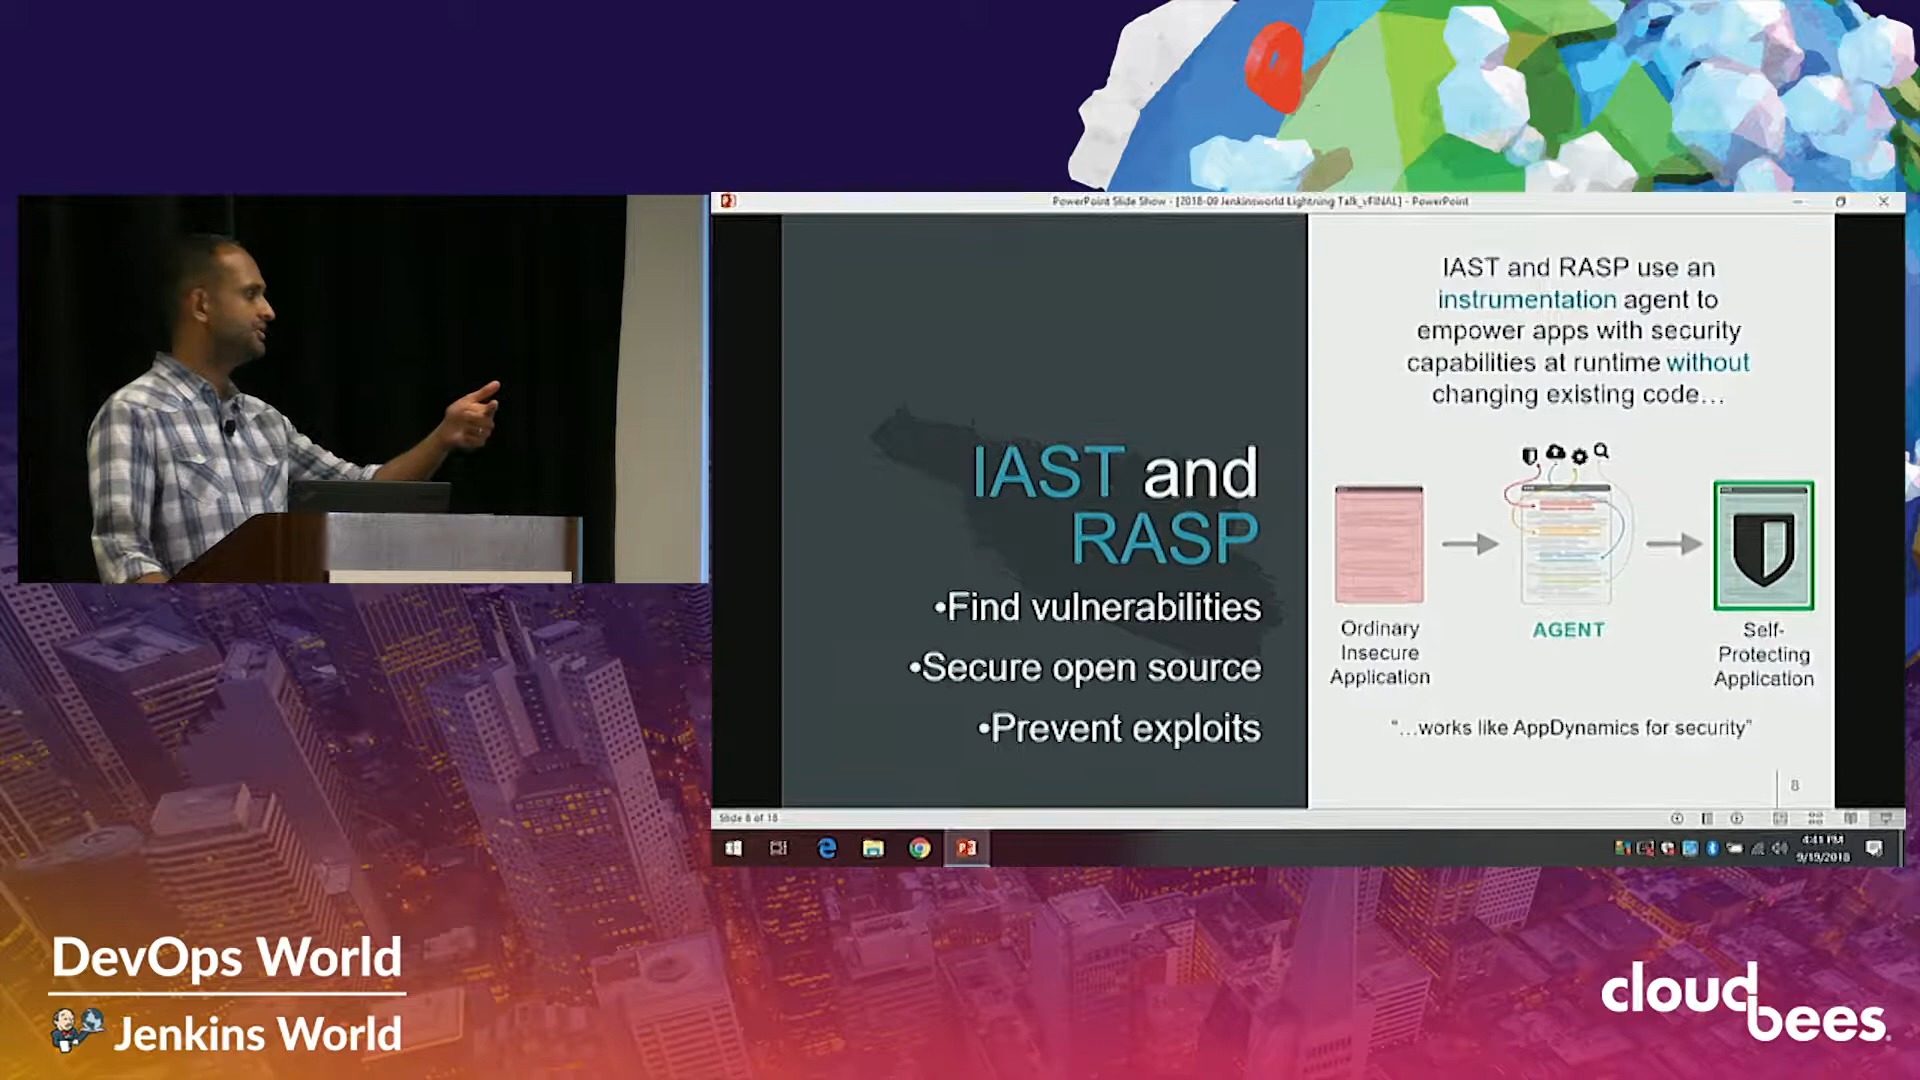 PowerPoint Slide Show - [2018-09 Jenkinsworld Lightning Talk_vFINAL] - PowerPoint
IAST and
RASP
•Find vulnerabilities
•Secure open source
•Prevent exploits
IAST and RASP use an
instrumentation agent to
empower apps with security
capabilities at runtime without
changing existing code...
Ordinary
Insecure
Application
AGENT
Self-
Protecting
Application
"...works like AppDynamics for security"
8
Slide 8 of 18
4:41 PM
9/19/2018
DevOps World
Jenkins World
cloudbees